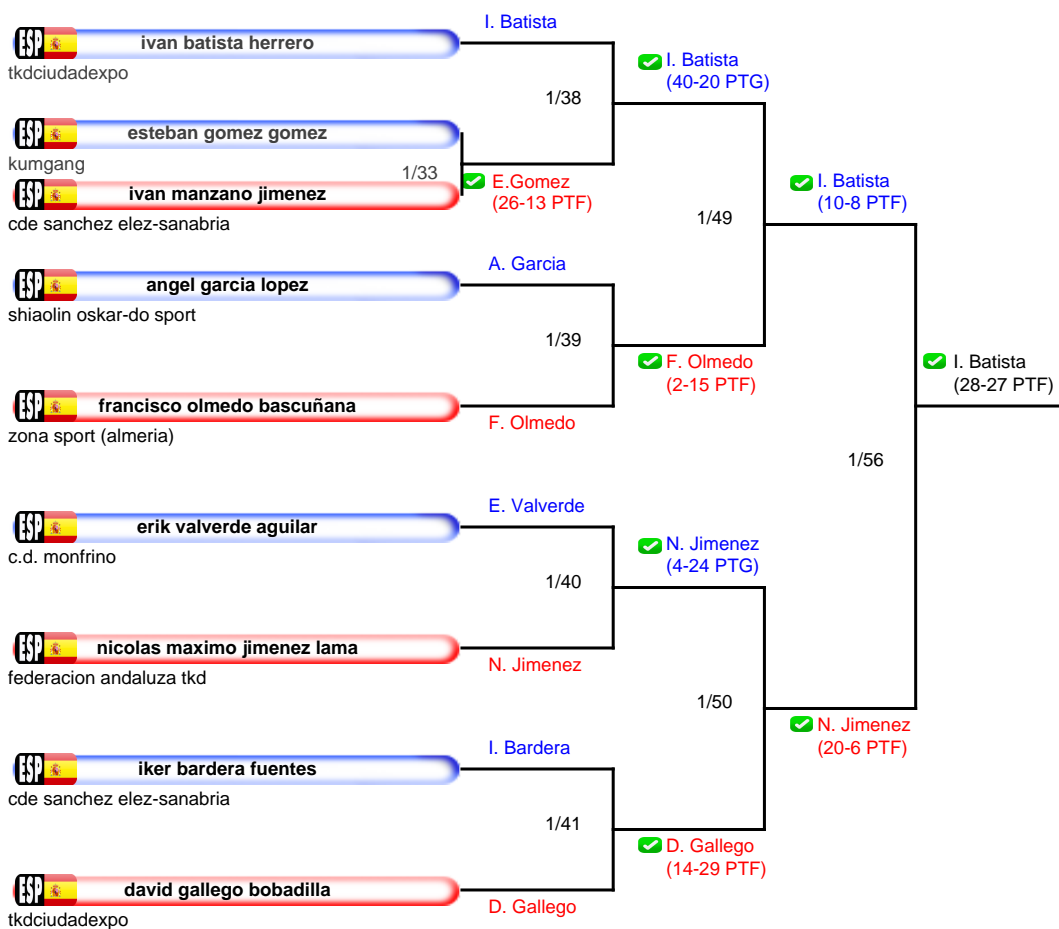 I. Batista
ESP ivan batista herrero
tkdciudadexpo
I. Batista
(40-20 PTG)
1/38
ESP esteban gomez gomez
kumgang
1/33
E.Gomez
(26-13 PTF)
ESP ivan manzano jimenez
cde sanchez elez-sanabria
I. Batista
(10-8 PTF)
1/49
A. Garcia
ESP angel garcia lopez
shiaolin oskar-do sport
1/39
F. Olmedo
(2-15 PTF)
I. Batista
(28-27 PTF)
ESP francisco olmedo bascuñana
F. Olmedo
zona sport (almeria)
1/56
E. Valverde
ESP erik valverde aguilar
c.d. monfrino
N. Jimenez
(4-24 PTG)
1/40
ESP nicolas maximo jimenez lama
N. Jimenez
federacion andaluza tkd
1/50
N. Jimenez
(20-6 PTF)
I. Bardera
ESP iker bardera fuentes
cde sanchez elez-sanabria
1/41
D. Gallego
(14-29 PTF)
ESP david gallego bobadilla
D. Gallego
tkdciudadexpo